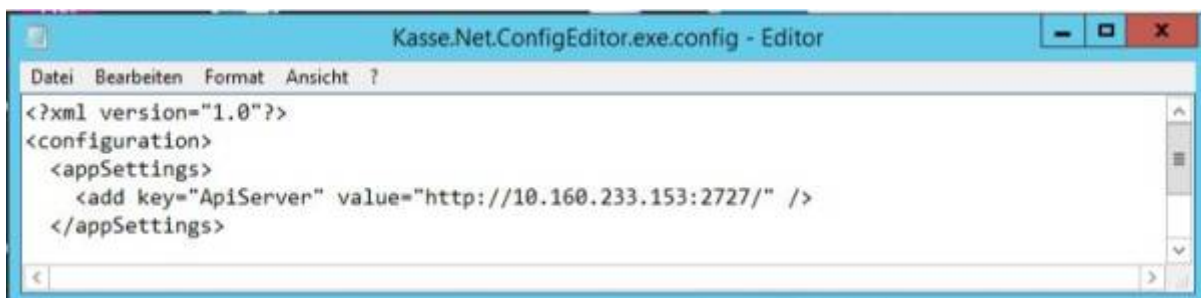 Kasse.Net.ConfigEditor.exe.config - Editor
Datei Bearbeiten Format Ansicht ?
<?xml version="1.0"?>
<configuration>
<appSettings>
<add key="ApiServer" value="http://10.160.233.153:2727/" />
</appSettings>